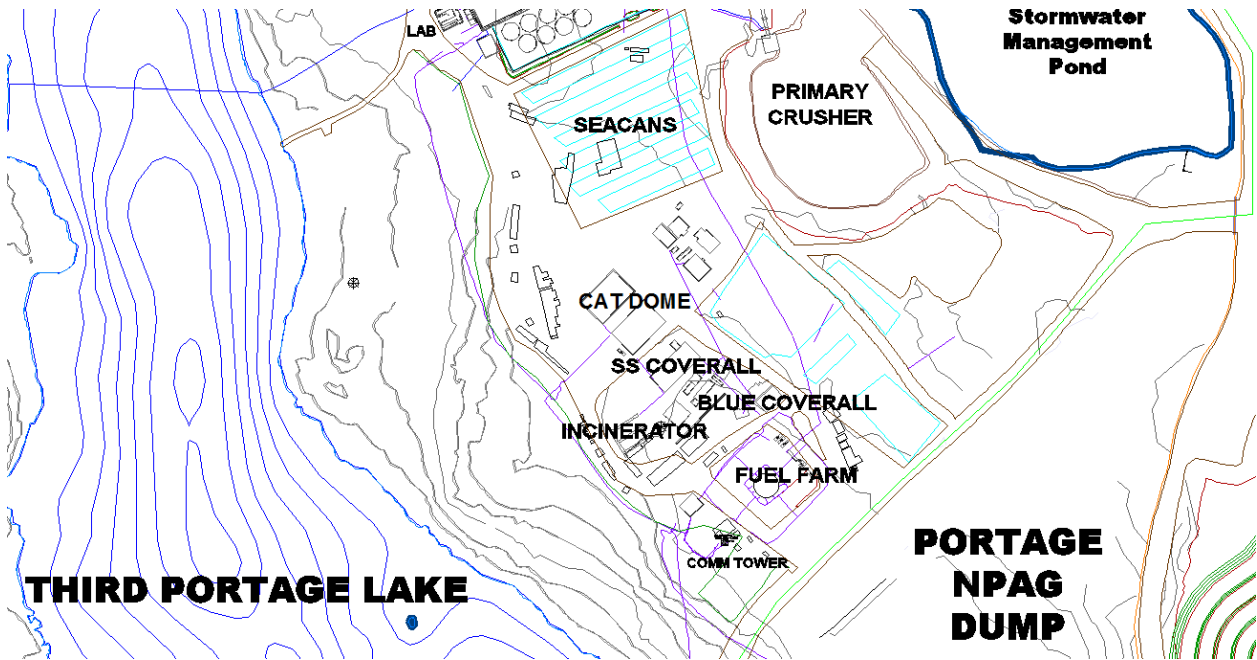 Stormwater
Management
Pond
LAB
PRIMARY
CRUSHER
SEACANS
CAT DOME
SS COVERALL
BLUE COVERALL
INCINERATOR
FUEL FARM
PORTAGE
NPAG
DUMP
COMM TOWER
THIRD PORTAGE LAKE